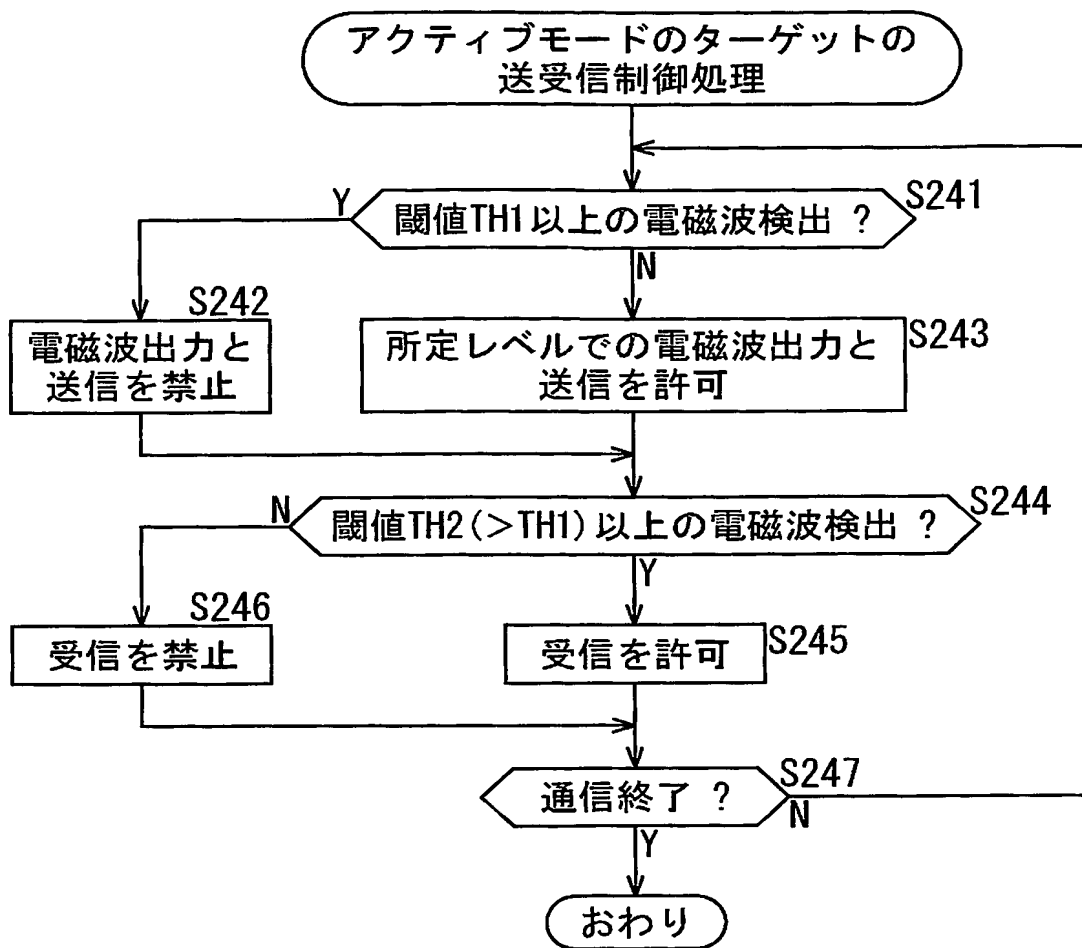 アクティブモードのターゲットの
送受信制御処理
閾値TH1以上の電磁波検出 ?
S241
Y
N
S242
電磁波出力と
送信を禁止
所定レベルでの電磁波出力と
送信を許可
S243
閾値TH2(>TH1)以上の電磁波検出 ?
S244
N
Y
S246
受信を禁止
受信を許可
S245
通信終了 ?
S247
N
Y
おわり